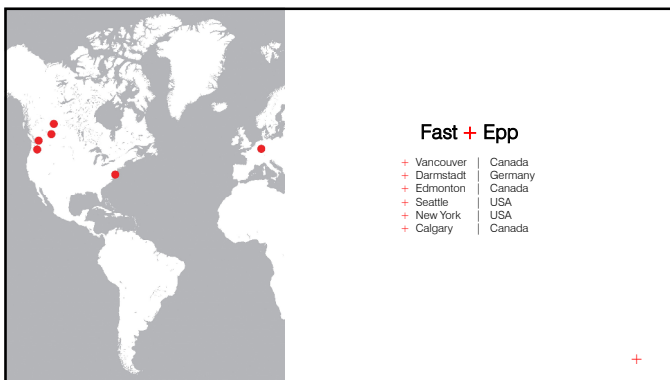 Fast + Epp
+ Vancouver | Canada
+ Darmstadt | Germany
+ Edmonton | Canada
+ Seattle | USA
+ New York | USA
+ Calgary | Canada
+